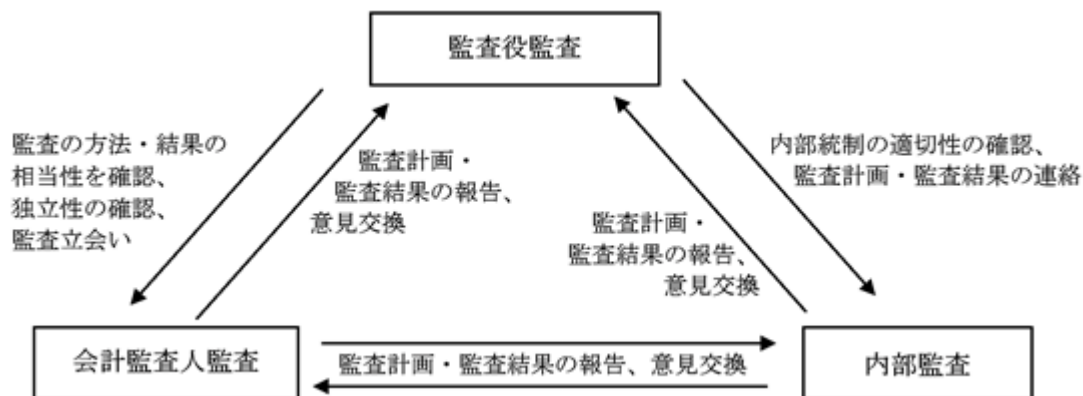 監査役監査
監査の方法・結果の
相当性を確認、
独立性の確認、
監査立会い
監査計画・
監査結果の報告、
意見交換
監査計画・
監査結果の報告、
意見交換
内部統制の適切性の確認、
監査計画・監査結果の連絡
会計監査人監査
監査計画・監査結果の報告、意見交換
内部監査